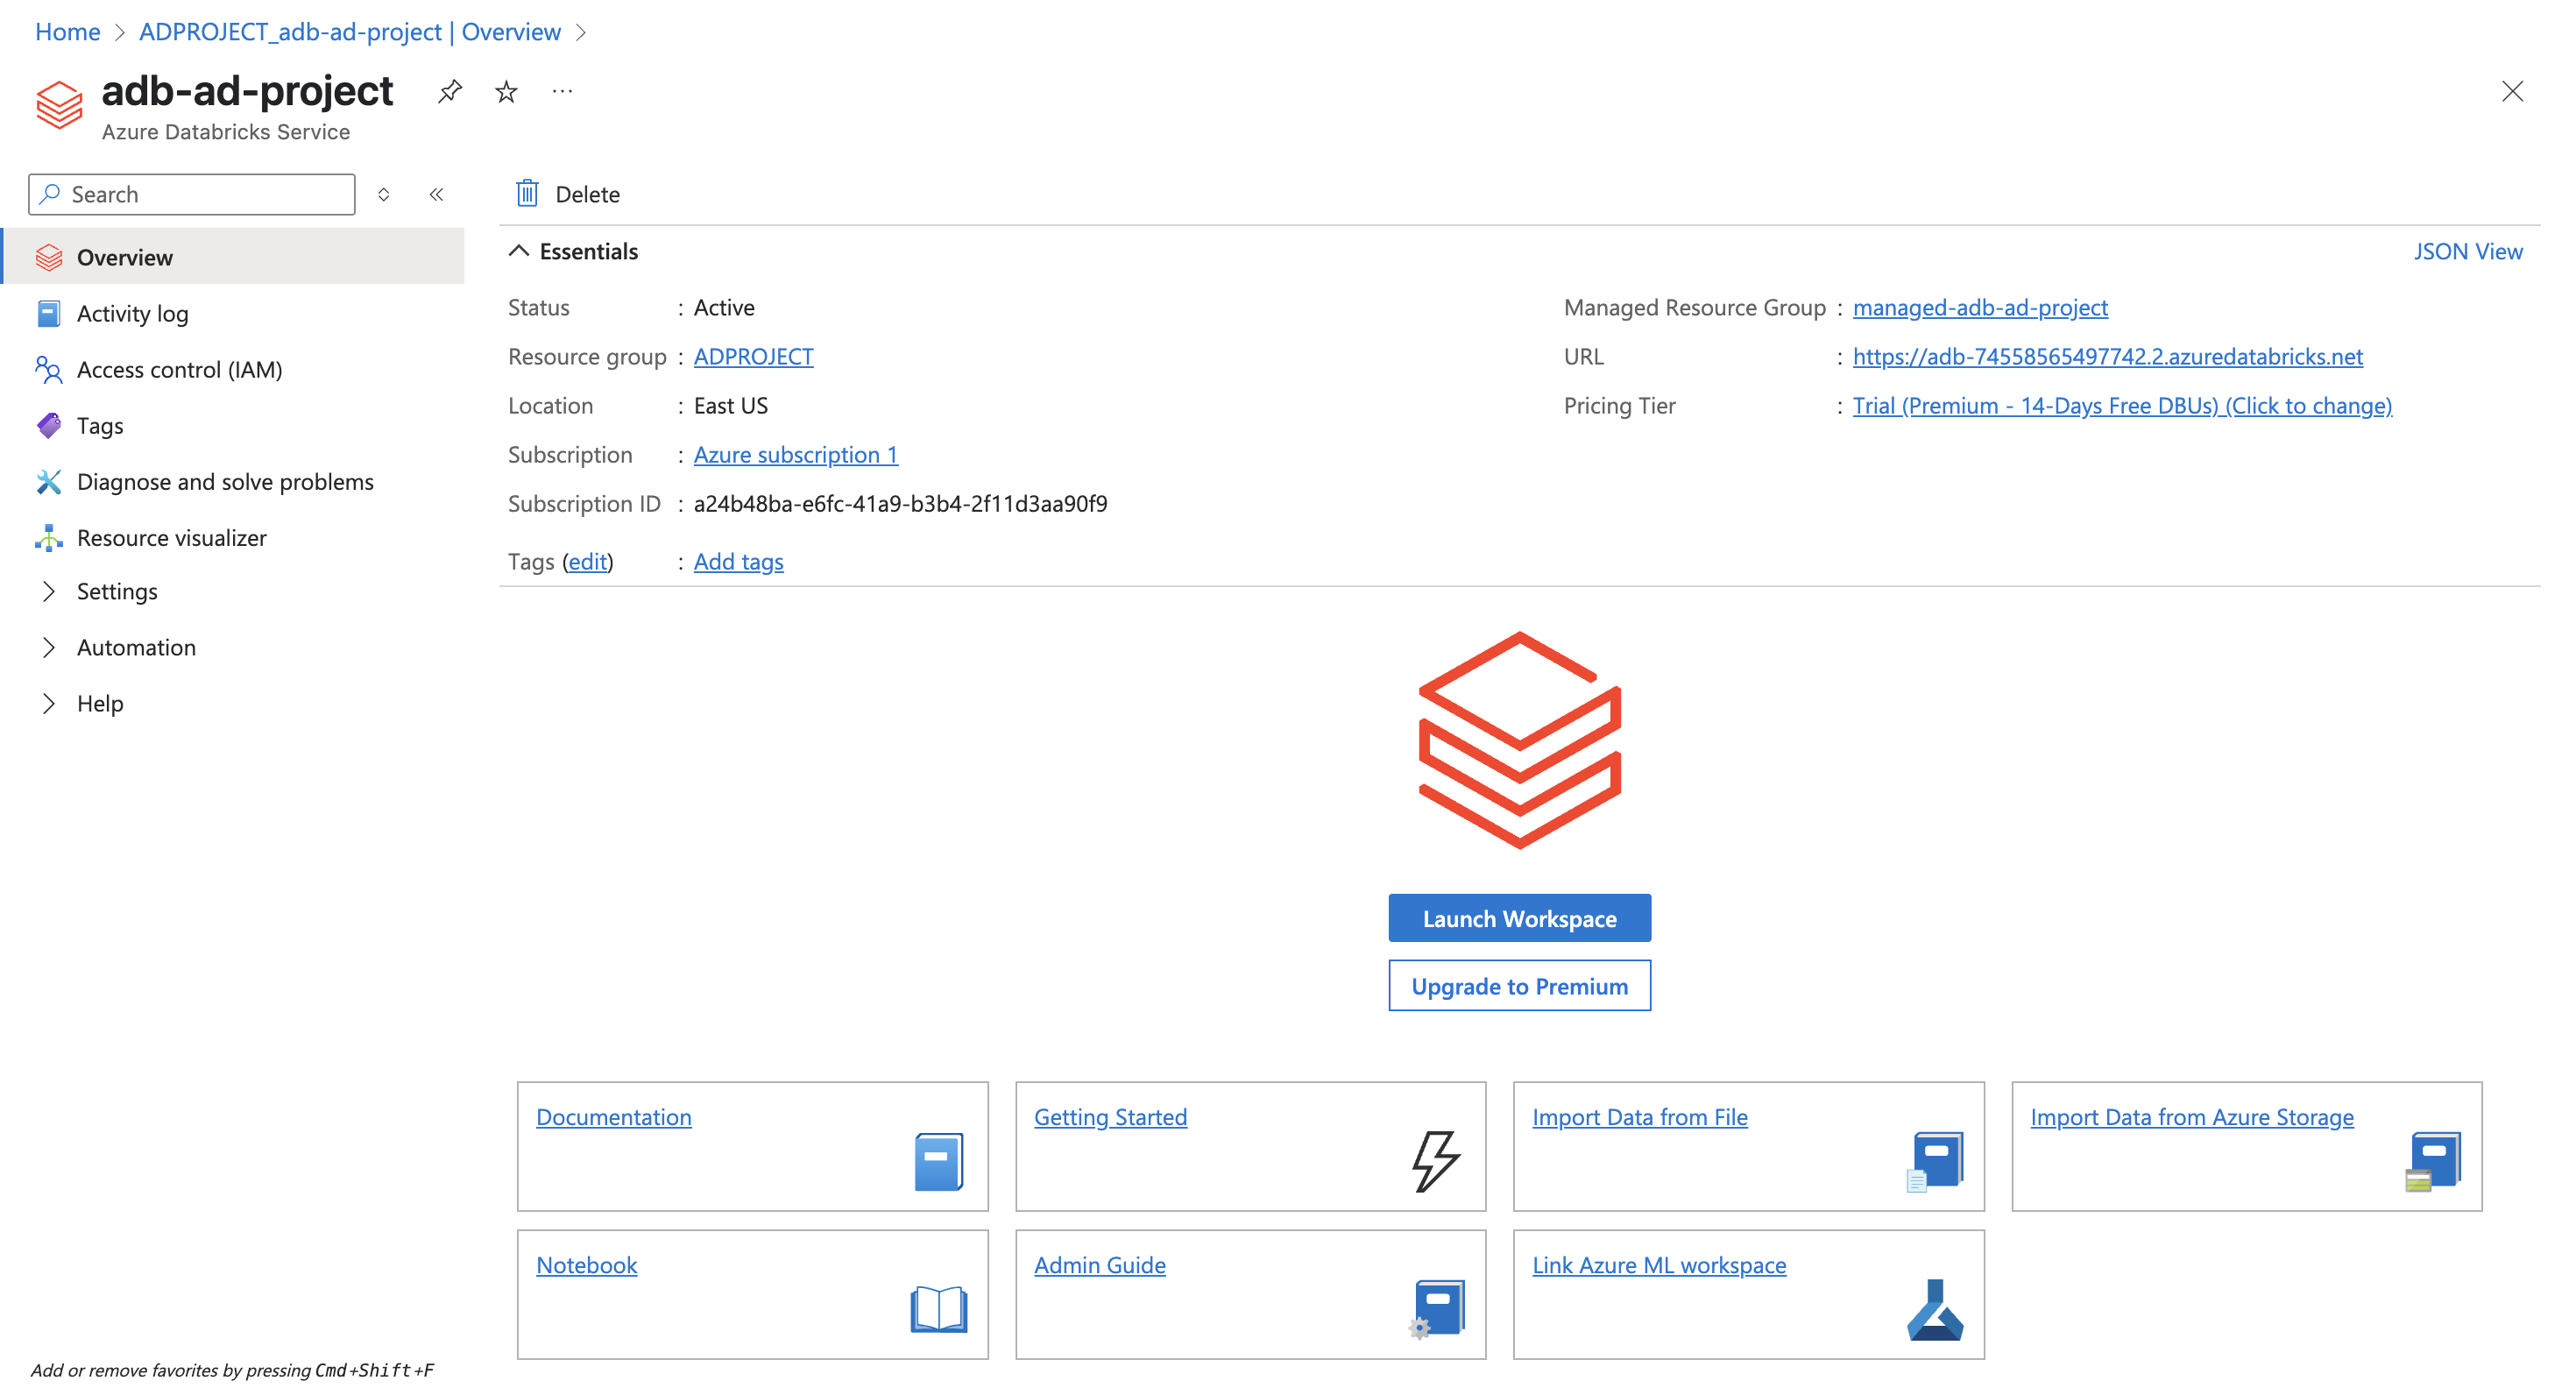 Home > ADPROJECT_adb-ad-project | Overview >
adb-ad-project
Azure Databricks Service
Search
Overview
Activity log
Access control (IAM)
Tags
Diagnose and solve problems
Resource visualizer
Settings
Automation
Help
Add or remove favorites by pressing Cmd+Shift+F
Delete
Essentials
JSON View
Status : Active
Resource group : ADPROJECT
Location : East US
Subscription : Azure subscription 1
Subscription ID : a24b48ba-e6fc-41a9-b3b4-2f11d3aa90f9
Tags (edit) : Add tags
Managed Resource Group : managed-adb-ad-project
URL : https://adb-74558565497742.2.azuredatabricks.net
Pricing Tier : Trial (Premium - 14-Days Free DBUs) (Click to change)
Launch Workspace
Upgrade to Premium
Documentation
Getting Started
Import Data from File
Import Data from Azure Storage
Notebook
Admin Guide
Link Azure ML workspace